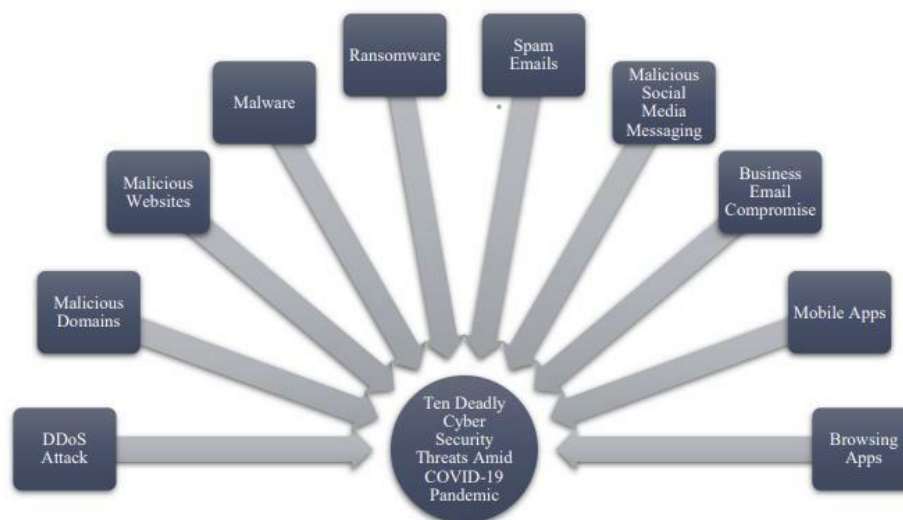 Ransomware
Spam
Emails
Malware
Malicious
Social
Media
Messaging
Malicious
Websites
Business
Email
Compromise
Malicious
Domains
Mobile Apps
DDoS
Attack
Ten Deadly
Cyber
Security
Threats Amid
COVID-19
Pandemic
Browsing
Apps